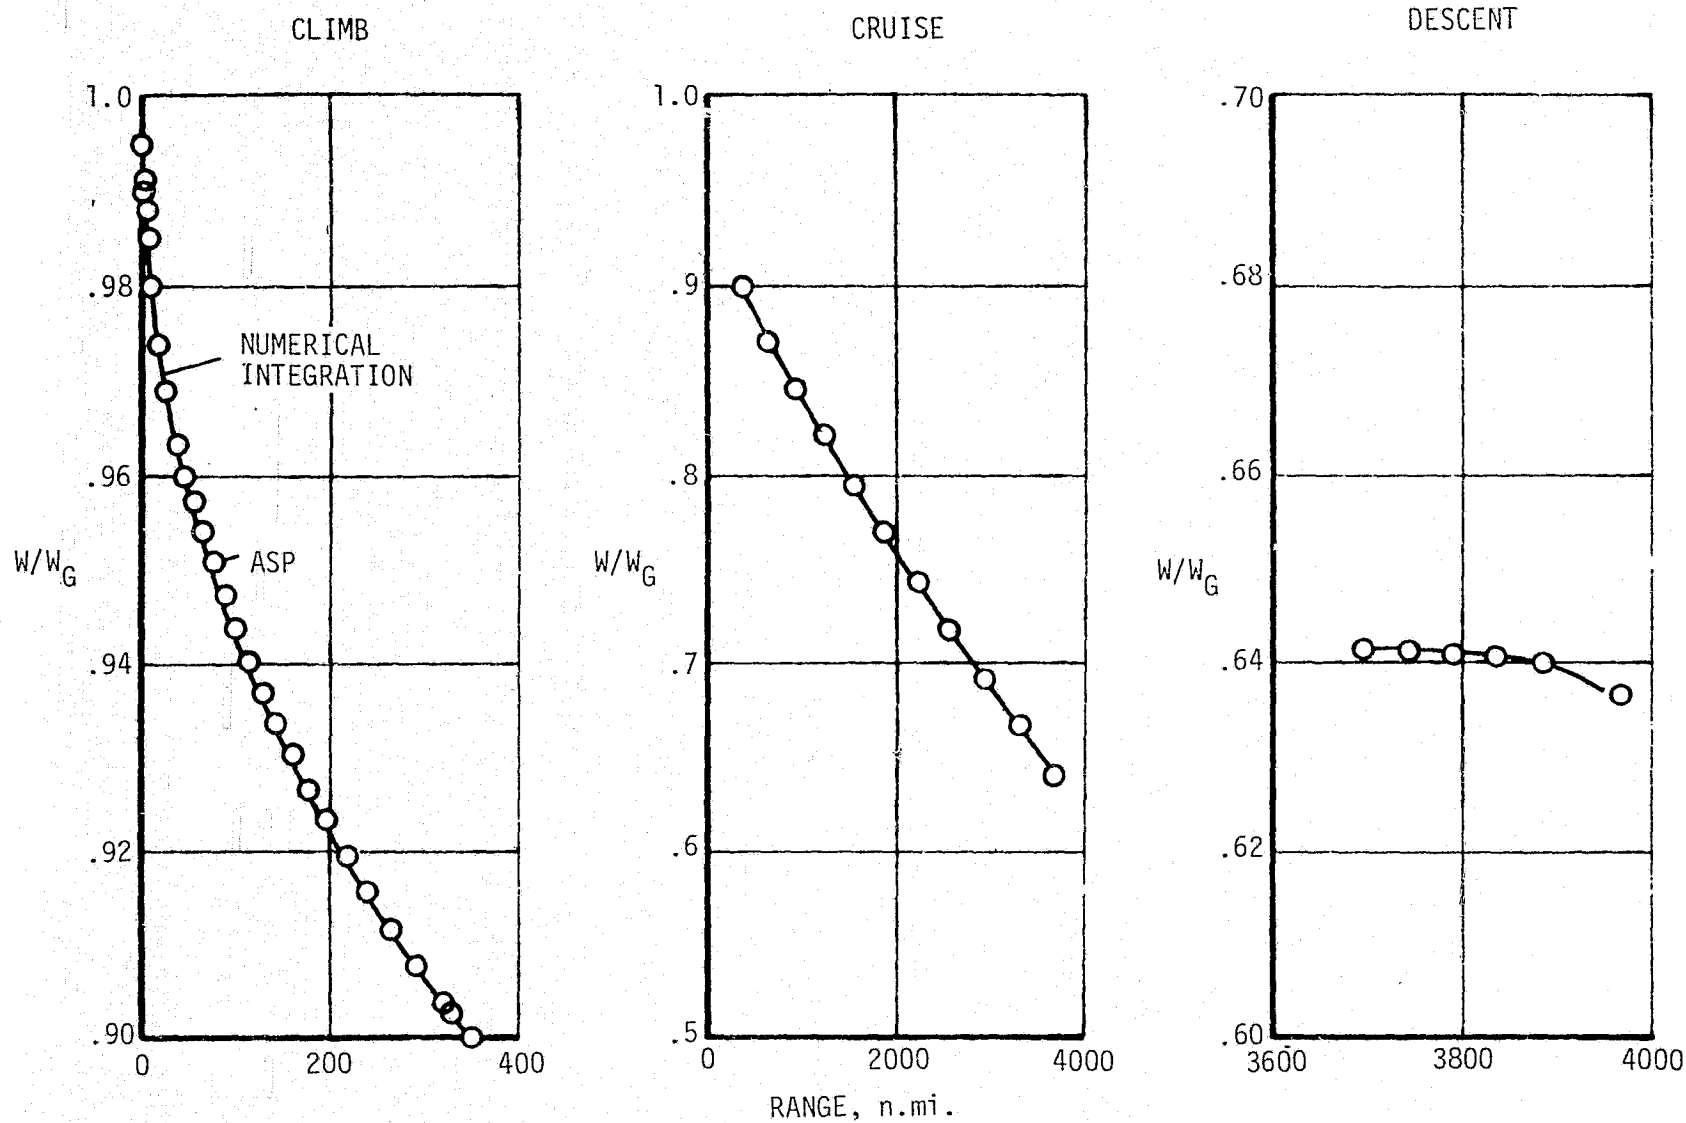 CLIMB
1.0
.98
.96
.94
.92
.90
W/W_G
NUMERICAL
INTEGRATION
ASP
0
200
400
CRUISE
1.0
.9
.8
.7
.6
.5
W/W_G
0
2000
4000
DESCENT
.70
.68
.66
.64
.62
.60
W/W_G
3600
3800
4000
RANGE, n.mi.